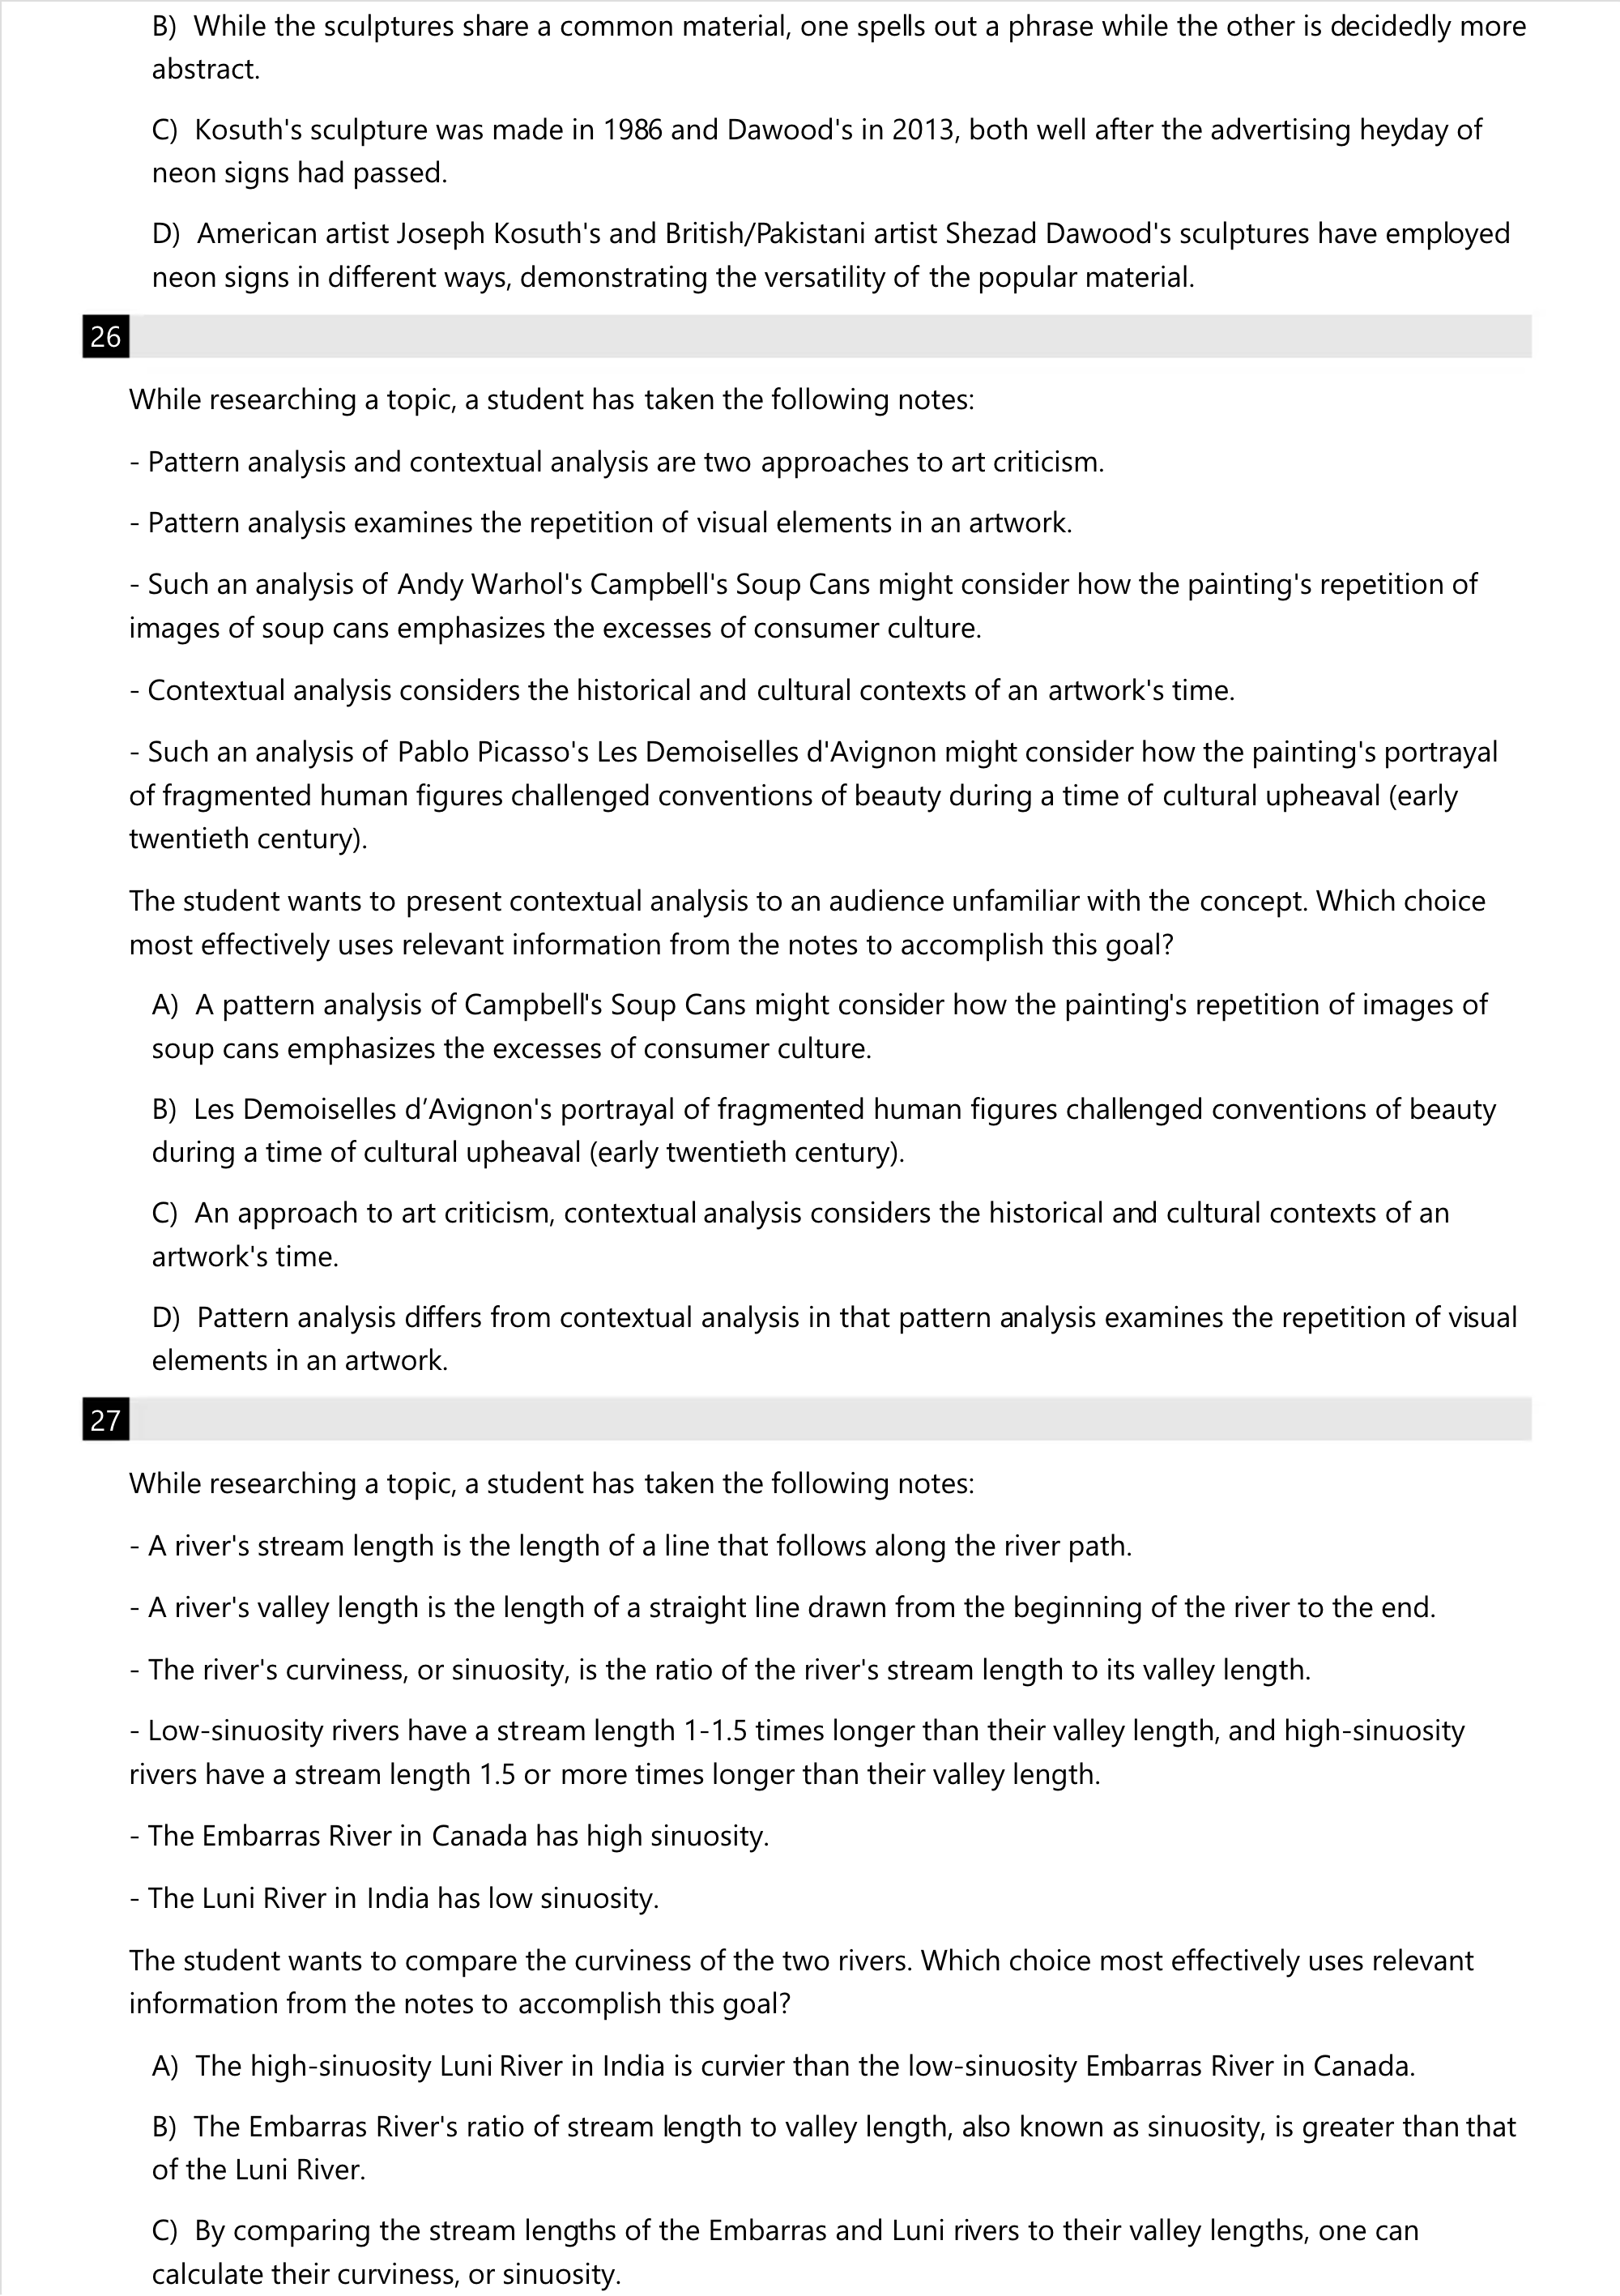 B) While the sculptures share a common material, one spells out a phrase while the other is decidedly more
abstract.
C) Kosuth's sculpture was made in 1986 and Dawood's in 2013, both well after the advertising heyday of
neon signs had passed.
D) American artist Joseph Kosuth's and British/Pakistani artist Shezad Dawood's sculptures have employed
neon signs in different ways, demonstrating the versatility of the popular material.
26
While researching a topic, a student has taken the following notes:
- Pattern analysis and contextual analysis are two approaches to art criticism.
- Pattern analysis examines the repetition of visual elements in an artwork.
- Such an analysis of Andy Warhol's Campbell's Soup Cans might consider how the painting's repetition of
images of soup cans emphasizes the excesses of consumer culture.
- Contextual analysis considers the historical and cultural contexts of an artwork's time.
- Such an analysis of Pablo Picasso's Les Demoiselles d'Avignon might consider how the painting's portrayal
of fragmented human figures challenged conventions of beauty during a time of cultural upheaval (early
twentieth century).
The student wants to present contextual analysis to an audience unfamiliar with the concept. Which choice
most effectively uses relevant information from the notes to accomplish this goal?
A) A pattern analysis of Campbell's Soup Cans might consider how the painting's repetition of images of
soup cans emphasizes the excesses of consumer culture.
B) Les Demoiselles d’Avignon's portrayal of fragmented human figures challenged conventions of beauty
during a time of cultural upheaval (early twentieth century).
C) An approach to art criticism, contextual analysis considers the historical and cultural contexts of an
artwork's time.
D) Pattern analysis differs from contextual analysis in that pattern analysis examines the repetition of visual
elements in an artwork.
27
While researching a topic, a student has taken the following notes:
- A river's stream length is the length of a line that follows along the river path.
- A river's valley length is the length of a straight line drawn from the beginning of the river to the end.
- The river's curviness, or sinuosity, is the ratio of the river's stream length to its valley length.
- Low-sinuosity rivers have a stream length 1-1.5 times longer than their valley length, and high-sinuosity
rivers have a stream length 1.5 or more times longer than their valley length.
- The Embarras River in Canada has high sinuosity.
- The Luni River in India has low sinuosity.
The student wants to compare the curviness of the two rivers. Which choice most effectively uses relevant
information from the notes to accomplish this goal?
A) The high-sinuosity Luni River in India is curvier than the low-sinuosity Embarras River in Canada.
B) The Embarras River's ratio of stream length to valley length, also known as sinuosity, is greater than that
of the Luni River.
C) By comparing the stream lengths of the Embarras and Luni rivers to their valley lengths, one can
calculate their curviness, or sinuosity.